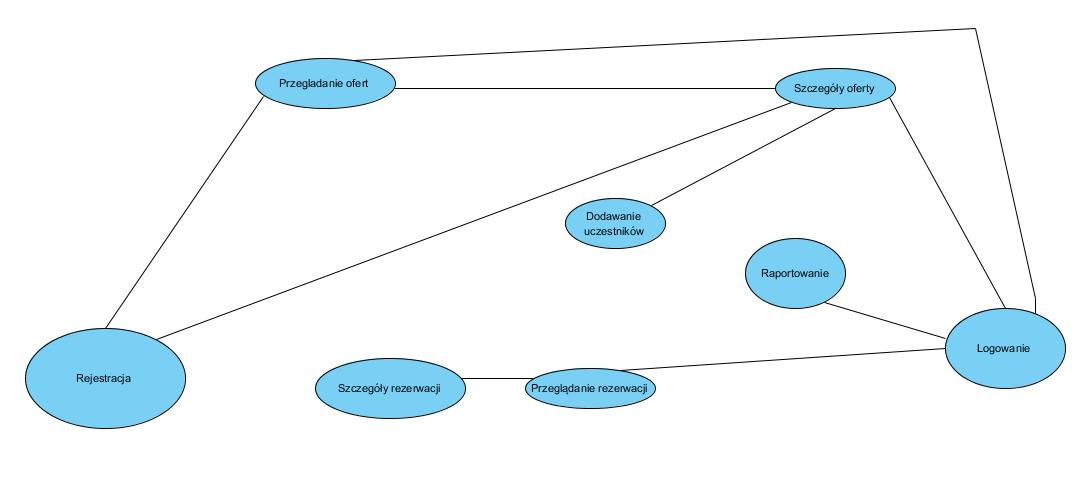 Przegladanie ofert
Szczegóły oferty
Dodawanie
uczestników
Raportowanie
Logowanie
Rejestracja
Szczegóły rezerwacji
Przeglądanie rezerwacji